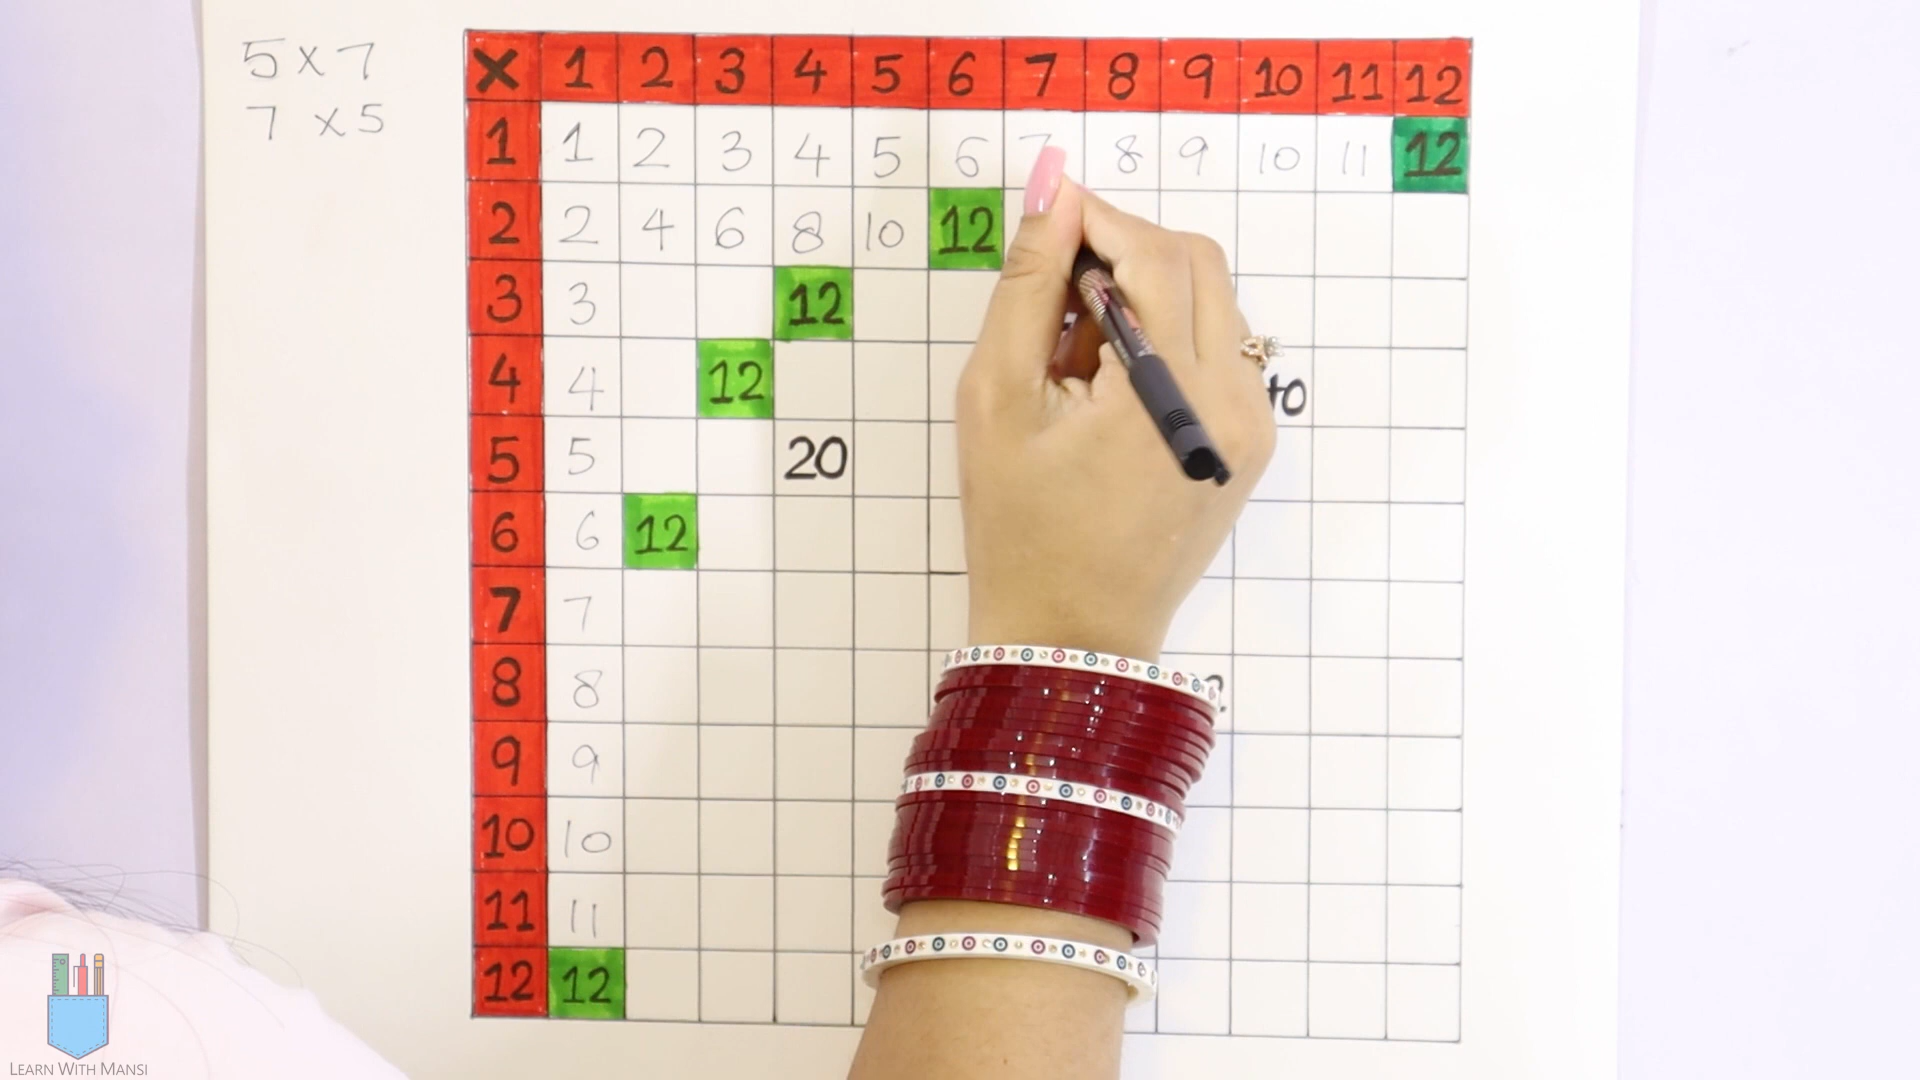 5 x 7
7 x 5
X 1 2 3 4 5 6 7 8 9 10 11 12
1 1 2 3 4 5 6 7 8 9 10 11 12
2 2 4 6 8 10 12
3 3 12
4 4 12 40
5 5 20
6 6 12
7 7
8 8
9 9
10 10
11 11
12 12
LEARN WITH MANSI